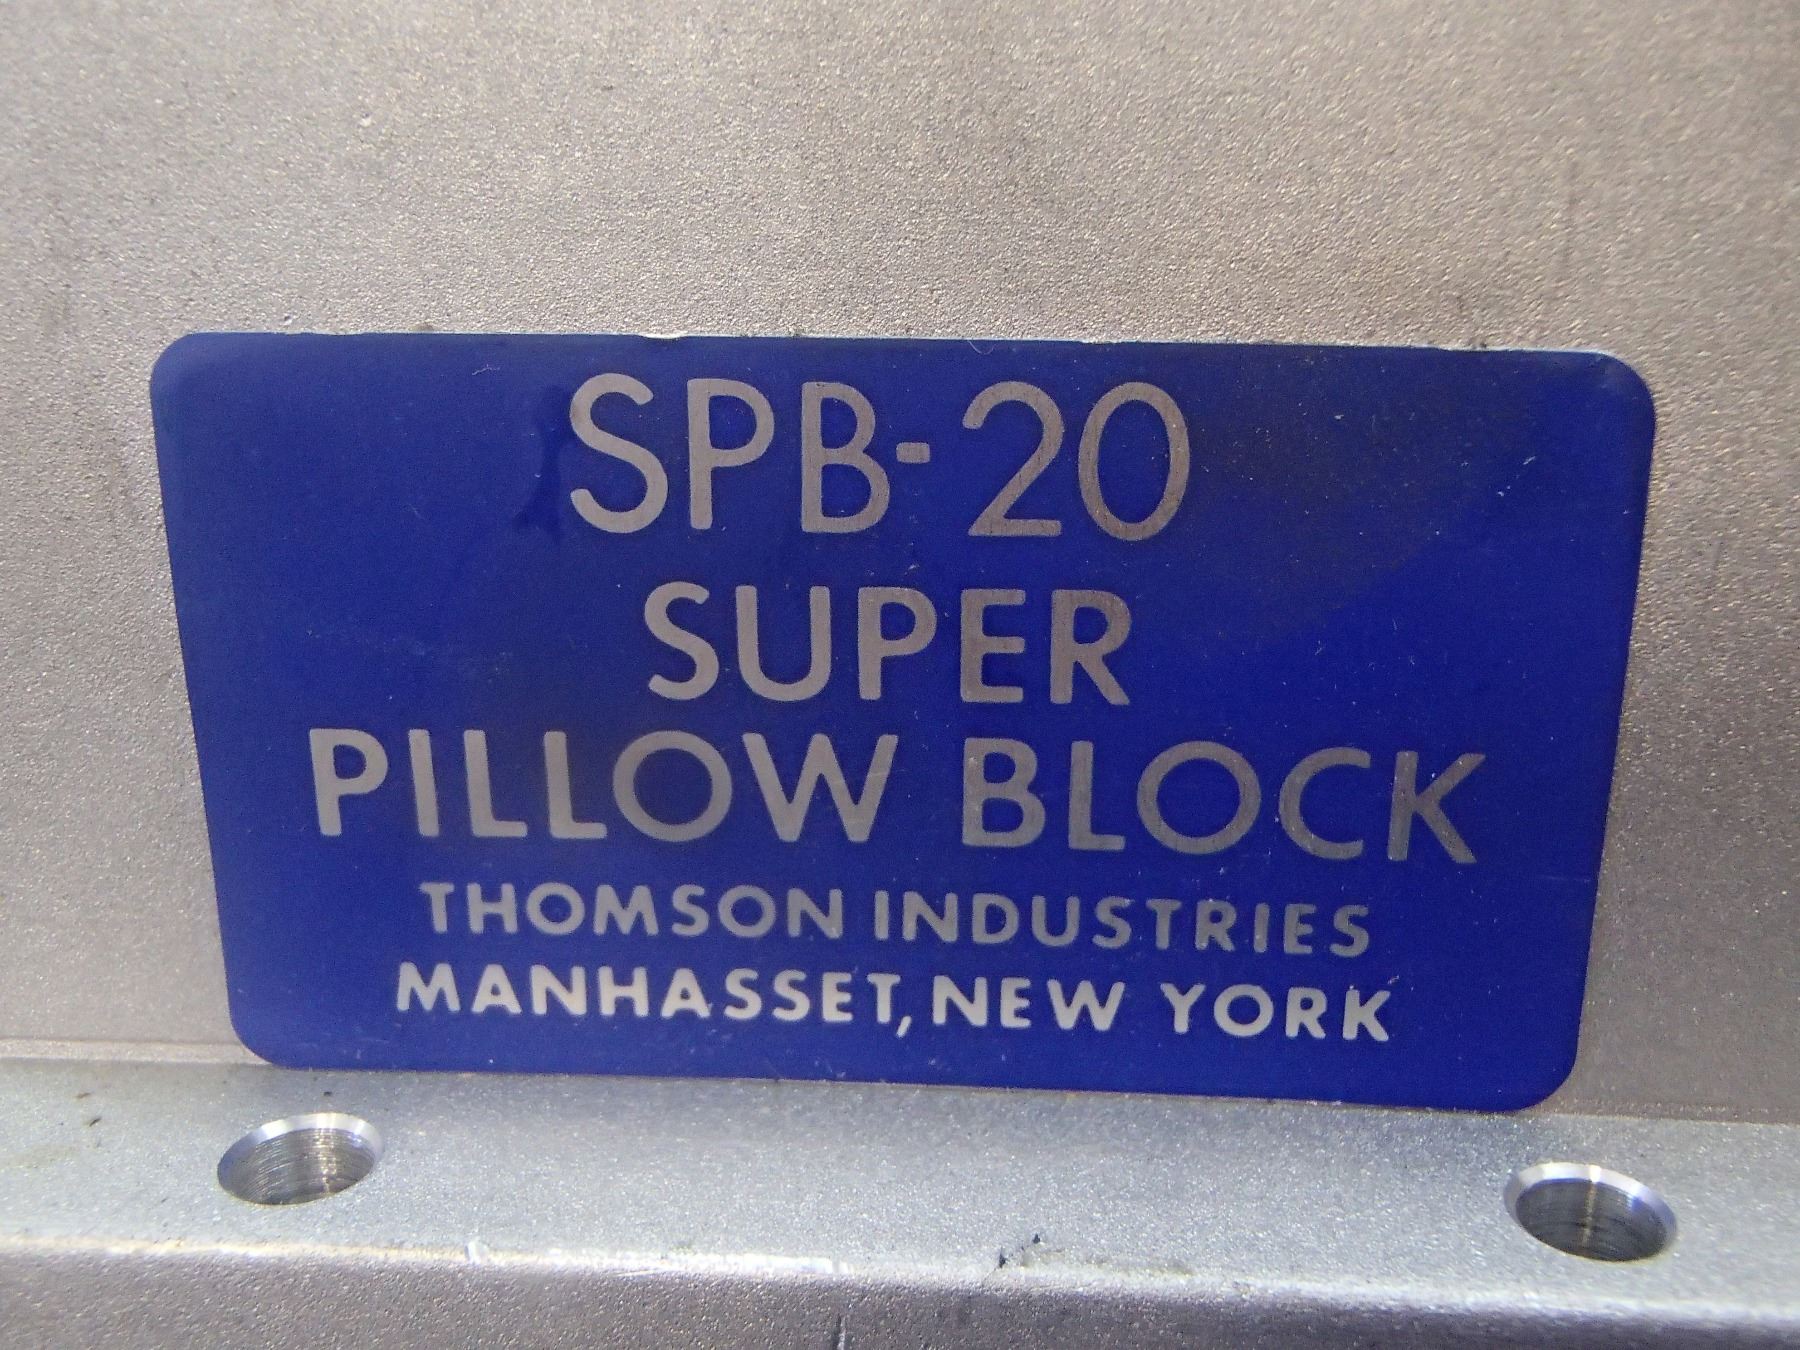 SPB-20
SUPER
PILLOW BLOCK
THOMSON INDUSTRIES
MANHASSET, NEW YORK